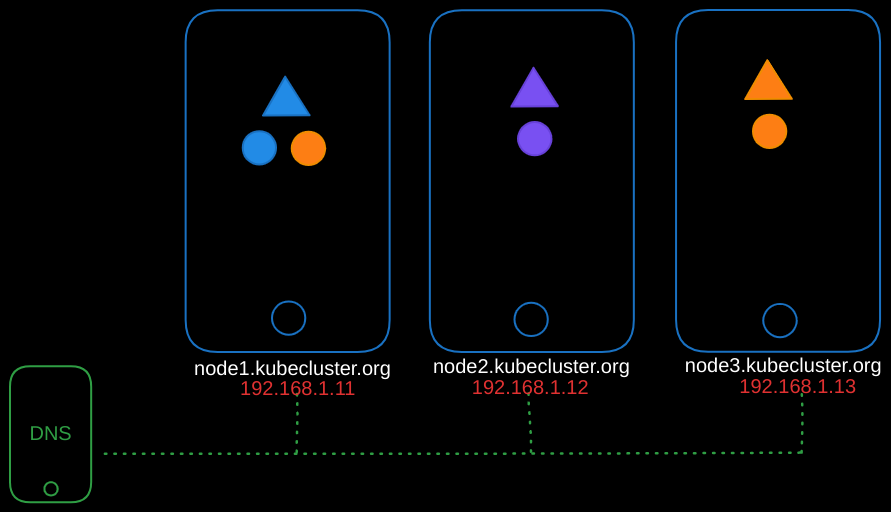 node1.kubecluster.org
192.168.1.11
node2.kubecluster.org
192.168.1.12
node3.kubecluster.org
192.168.1.13
DNS